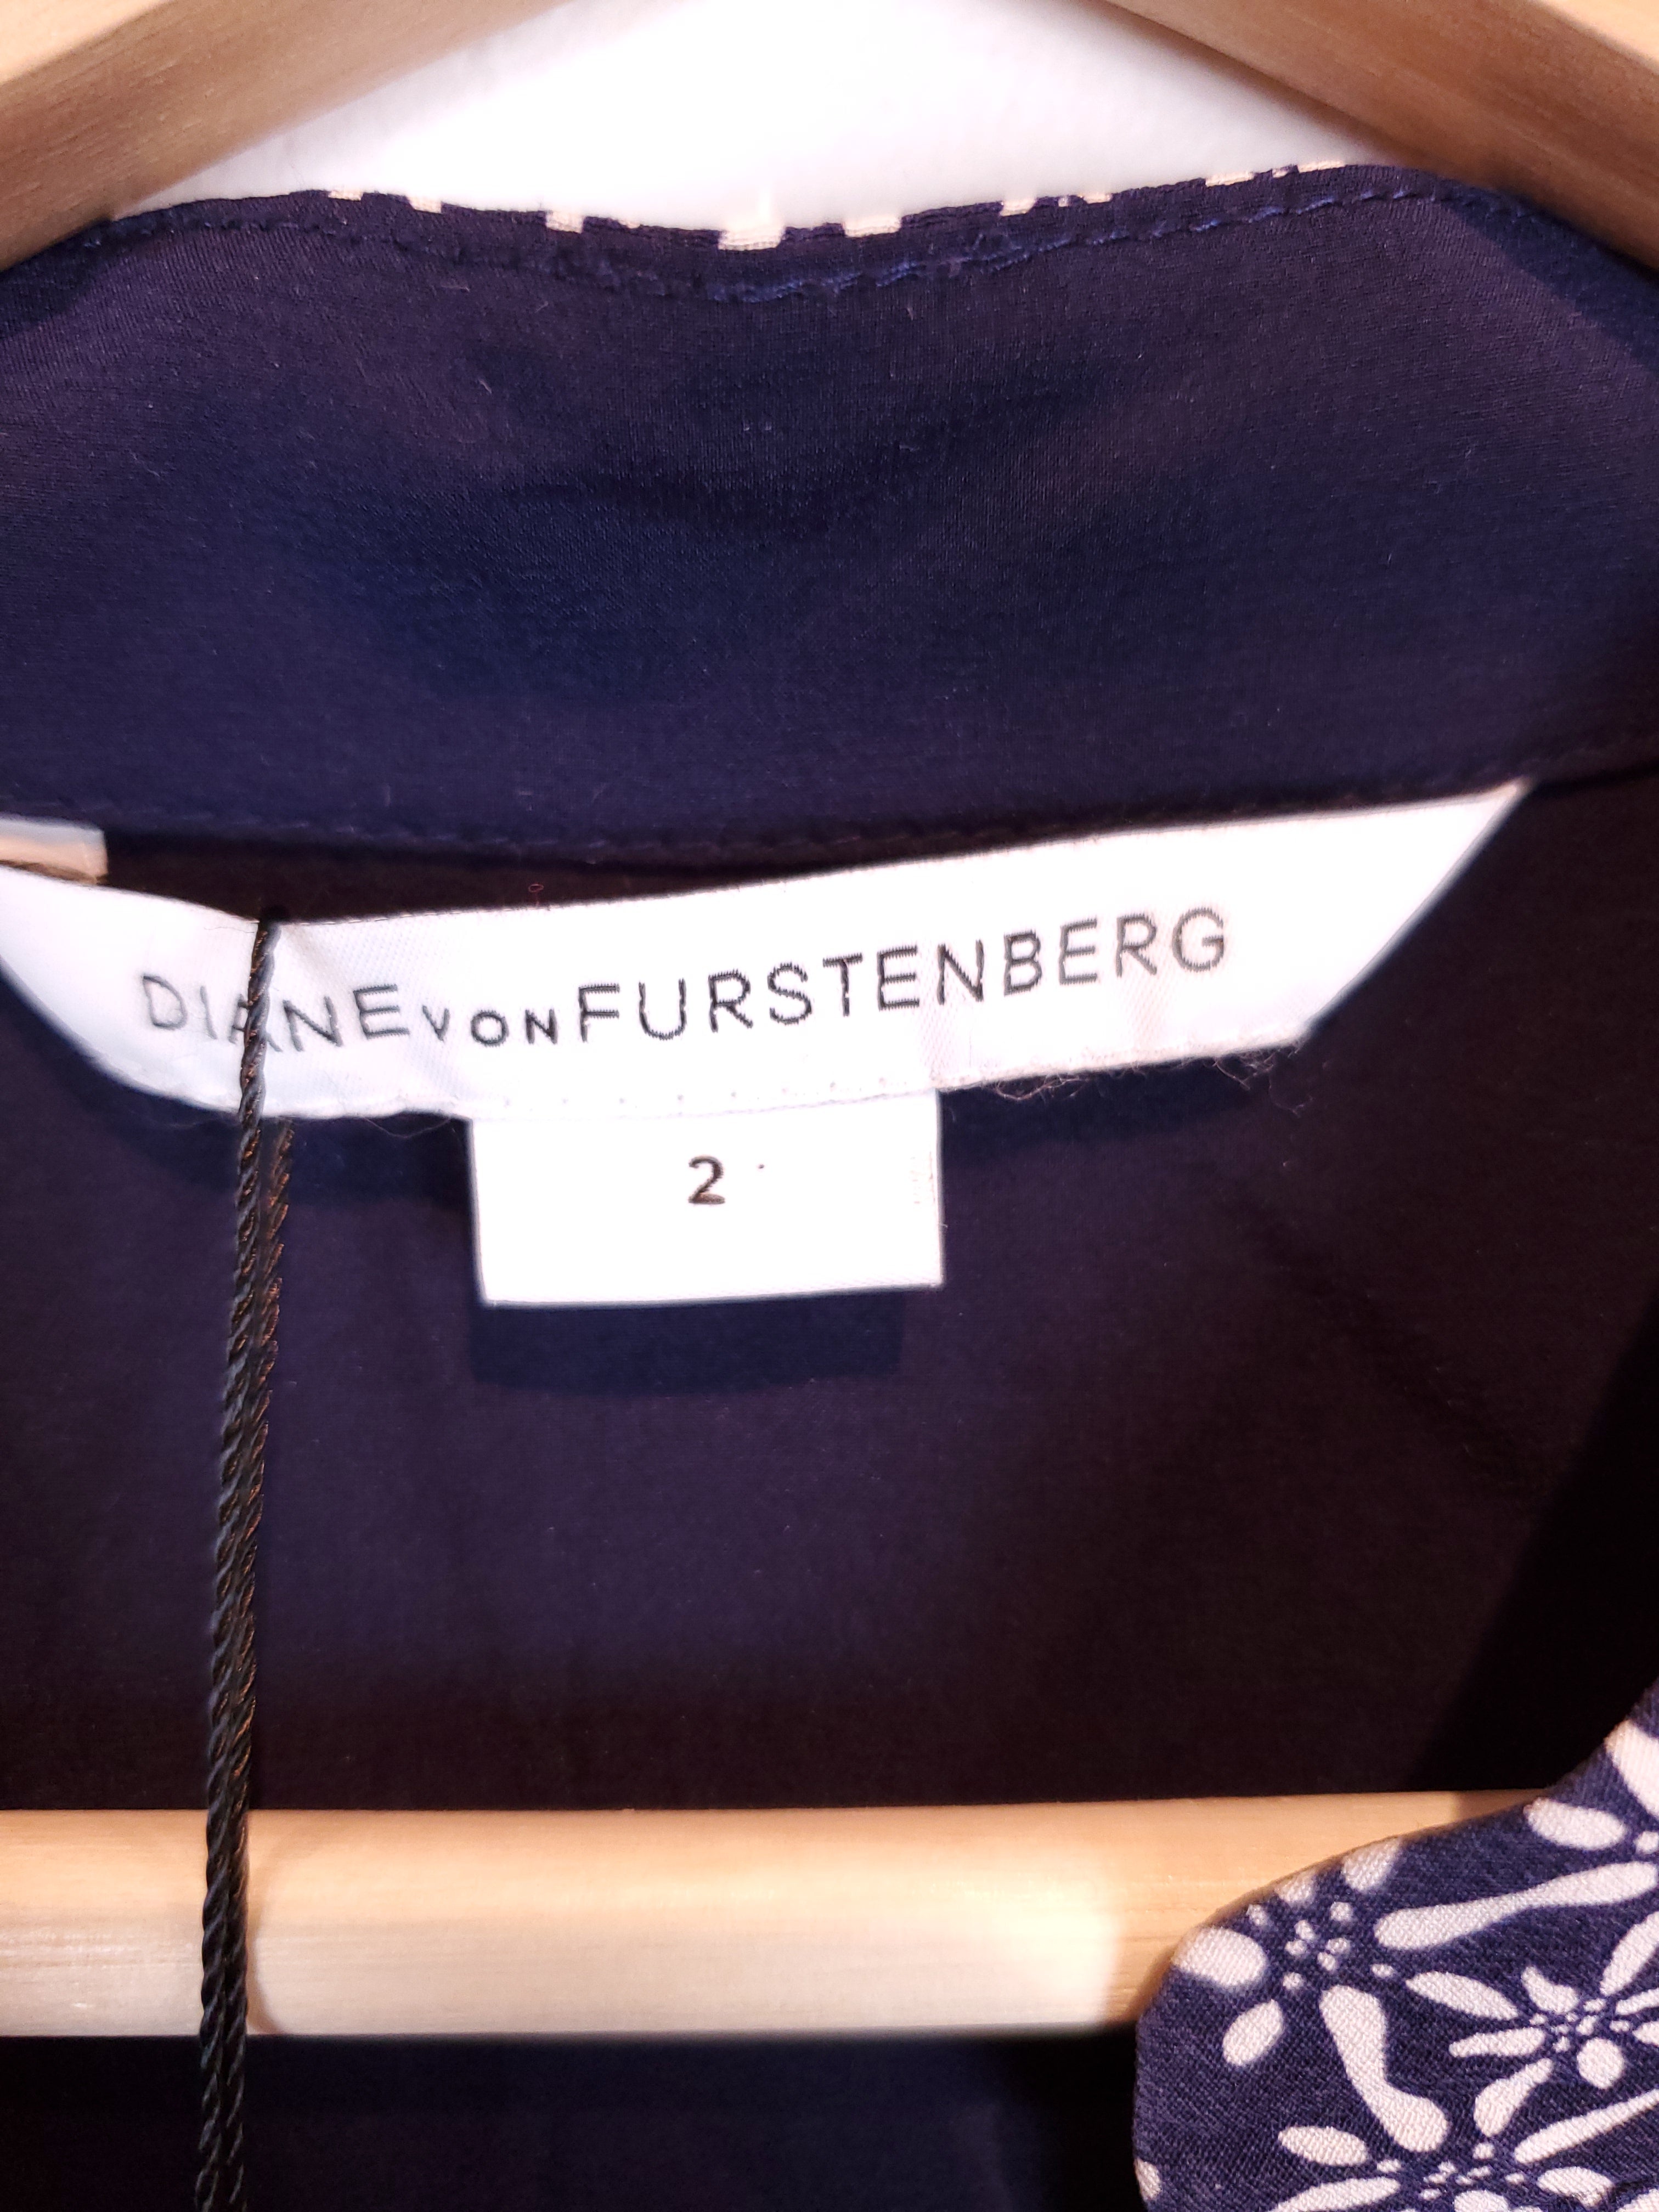 DIANE VON FURSTENBERG
2